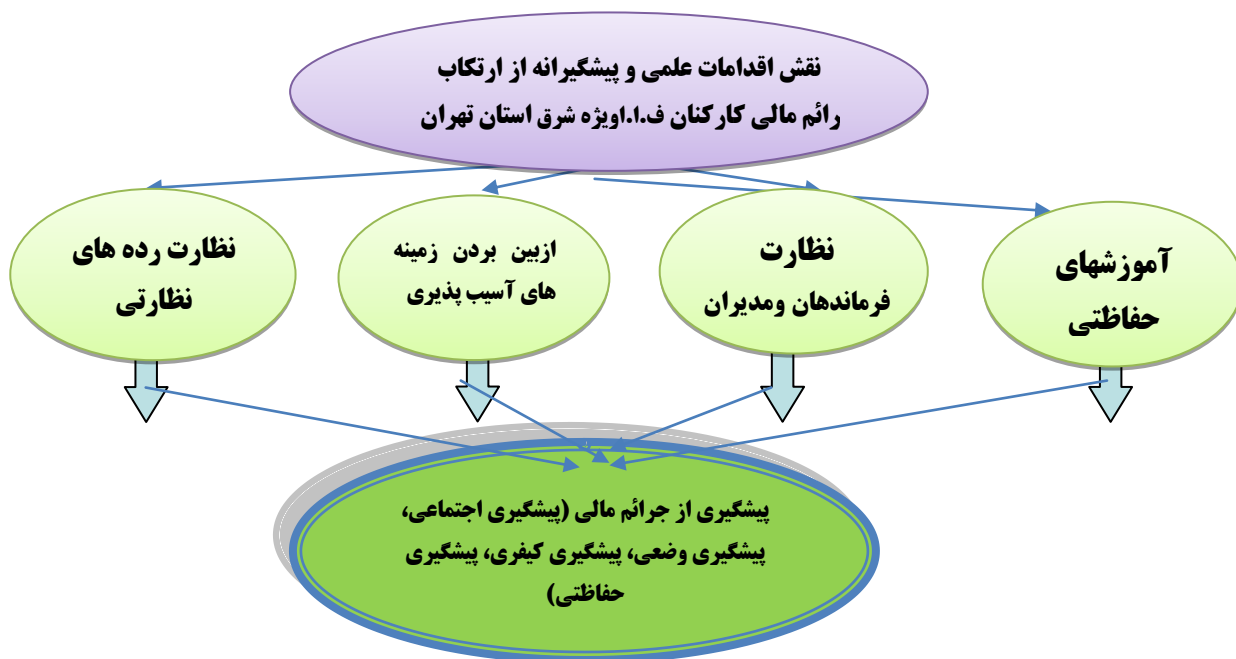 نقش اقدامات علمی و پیشگیرانه از ارتکاب
رائم مالی کارکنان ف.ا.اویژه شرق استان تهران
آموزشهای
حفاظتی
نظارت
فرماندهان ومدیران
ازبین بردن زمینه
های آسیب پذیری
نظارت رده های
نظارتی
پیشگیری از جرائم مالی (پیشگیری اجتماعی،
پیشگیری وضعی، پیشگیری کیفری، پیشگیری
حفاظتی)